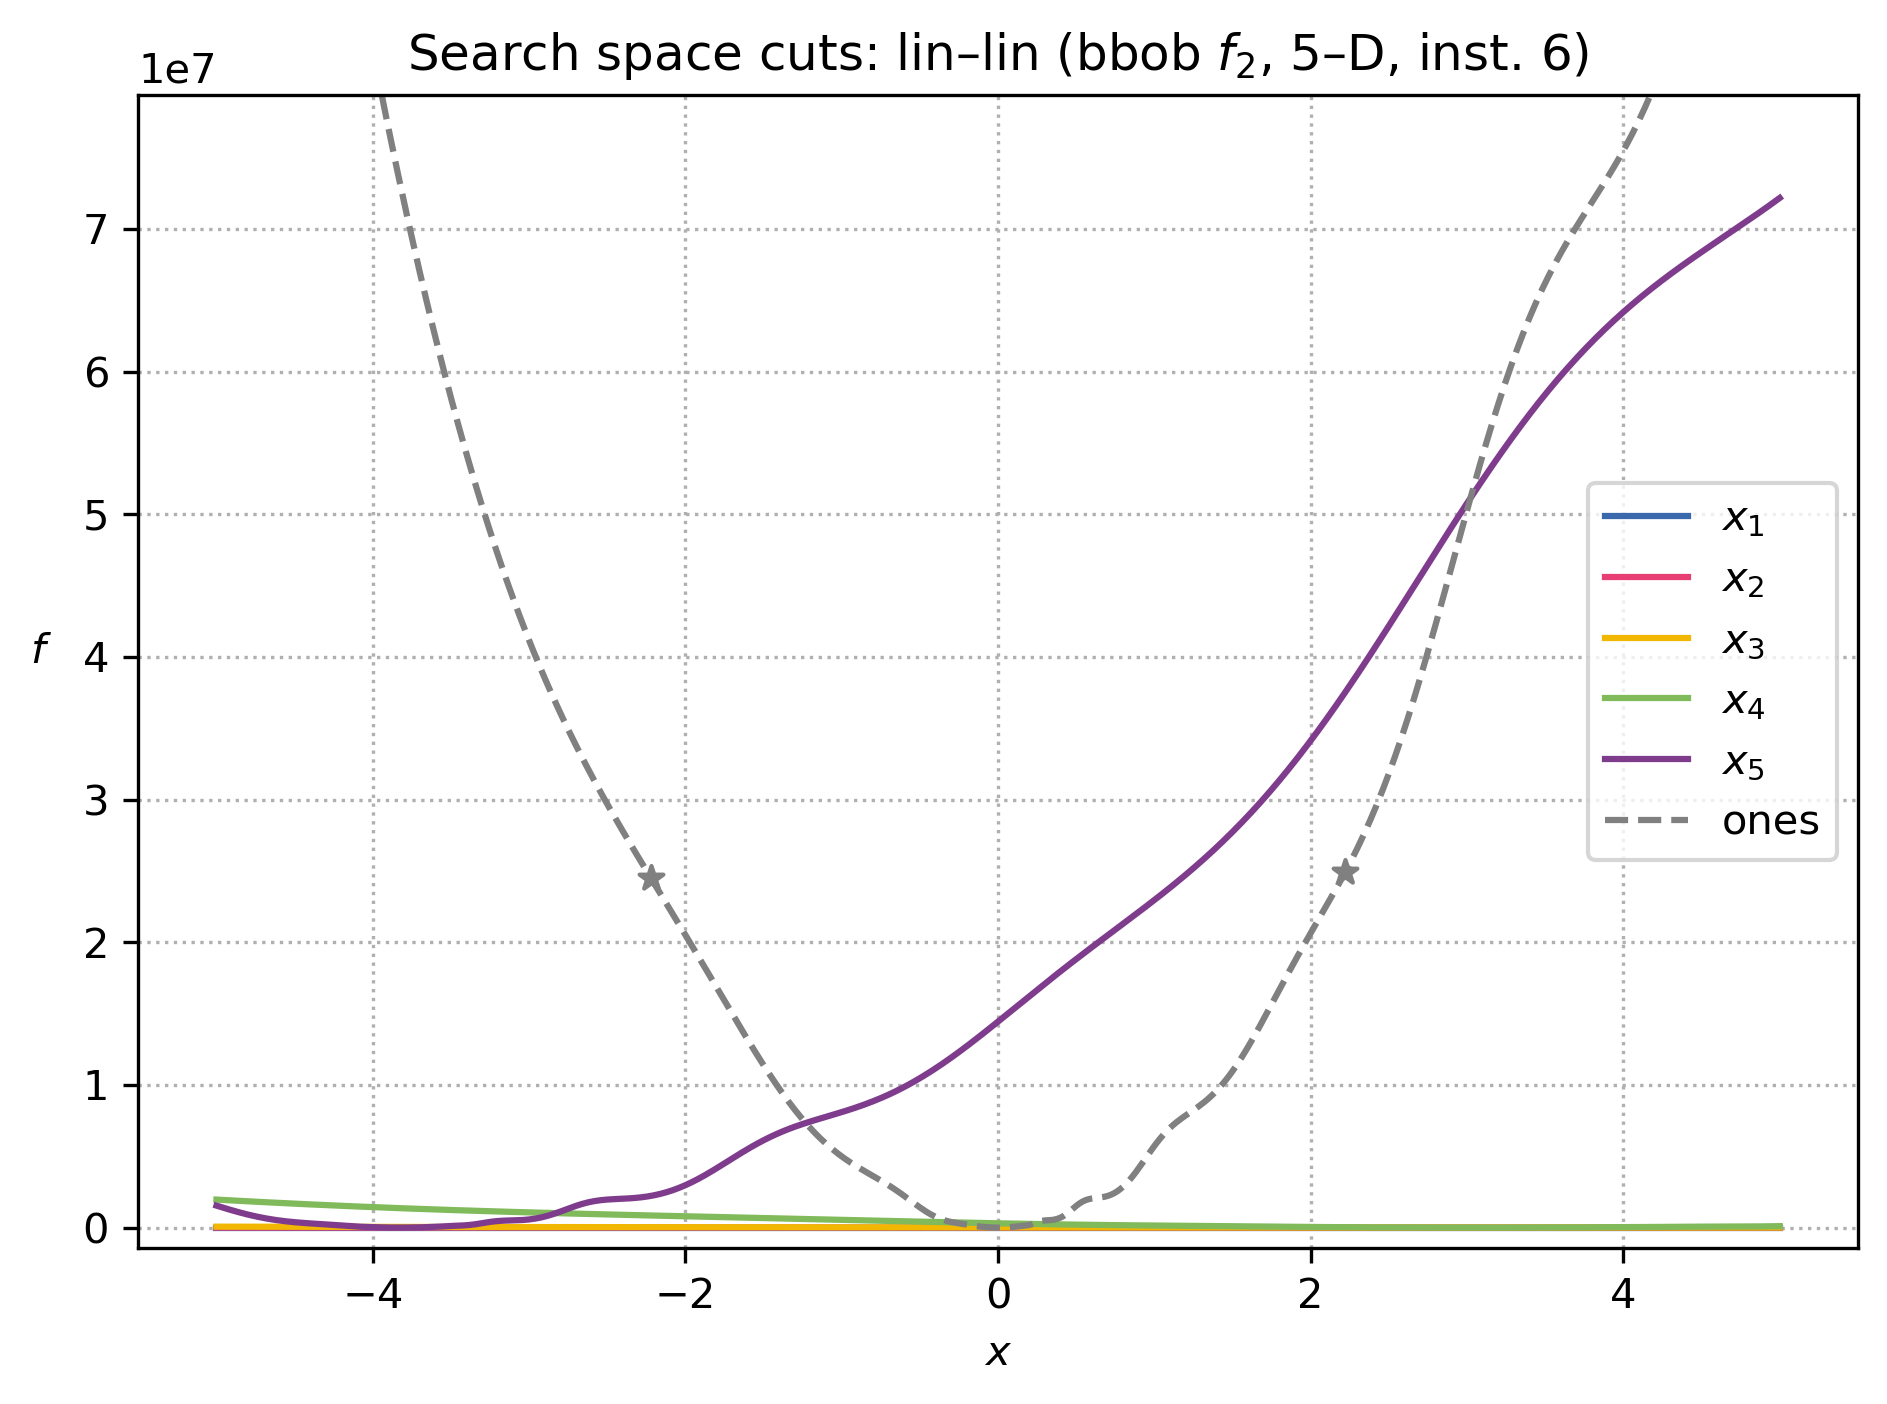 Search space cuts: lin–lin (bbob f₂, 5–D, inst. 6)
1e7
7
6
5
4
3
2
1
0
f
−4
−2
0
2
4
x
x₁
x₂
x₃
x₄
x₅
ones